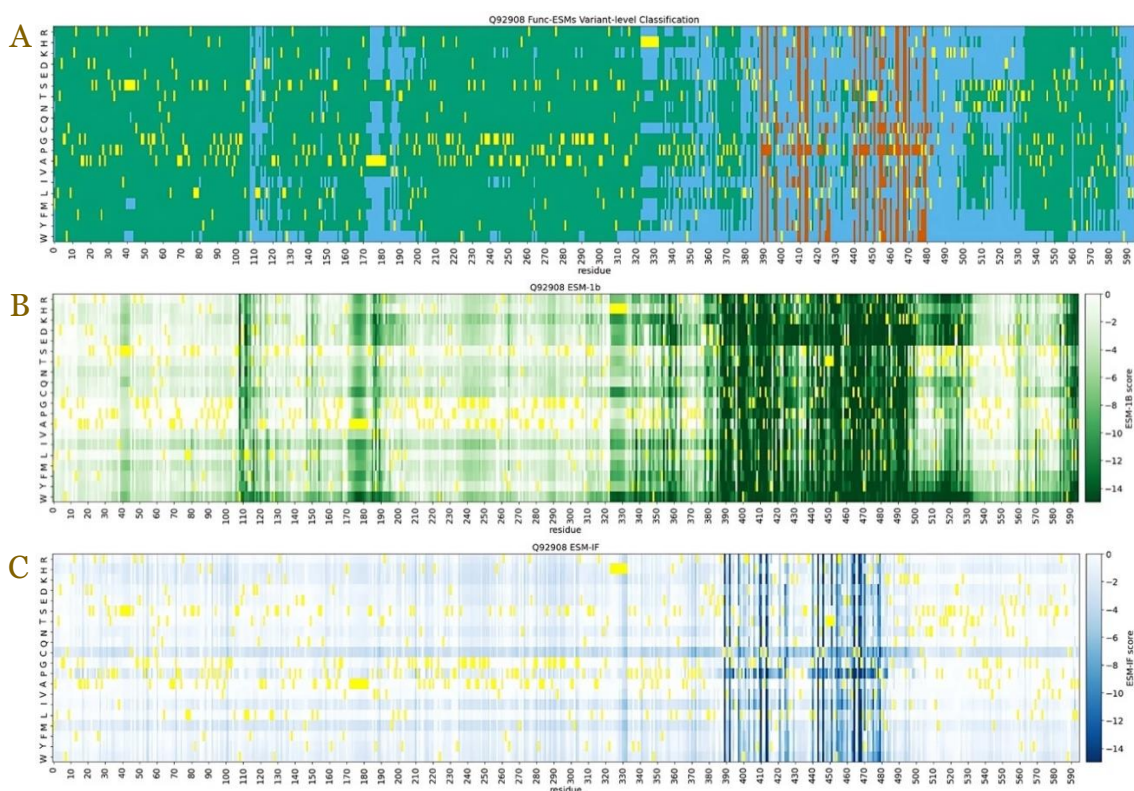 A
Q92908 Func-ESMs Variant-level Classification
W Y F M L I V A P G C Q N T S E D K H R
0 10 20 30 40 50 60 70 80 90 100 110 120 130 140 150 160 170 180 190 200 210 220 230 240 250 260 270 280 290 300 310 320 330 340 350 360 370 380 390 400 410 420 430 440 450 460 470 480 490 500 510 520 530 540 550 560 570 580 590
residue
B
Q92908 ESM-1b
W Y F M L I V A P G C Q N T S E D K H R
0 10 20 30 40 50 60 70 80 90 100 110 120 130 140 150 160 170 180 190 200 210 220 230 240 250 260 270 280 290 300 310 320 330 340 350 360 370 380 390 400 410 420 430 440 450 460 470 480 490 500 510 520 530 540 550 560 570 580 590
residue
0
−2
−4
−6
−8
−10
−12
−14
ESM-1B score
C
Q92908 ESM-IF
W Y F M L I V A P G C Q N T S E D K H R
0 10 20 30 40 50 60 70 80 90 100 110 120 130 140 150 160 170 180 190 200 210 220 230 240 250 260 270 280 290 300 310 320 330 340 350 360 370 380 390 400 410 420 430 440 450 460 470 480 490 500 510 520 530 540 550 560 570 580 590
residue
0
−2
−4
−6
−8
−10
−12
−14
ESM-IF score